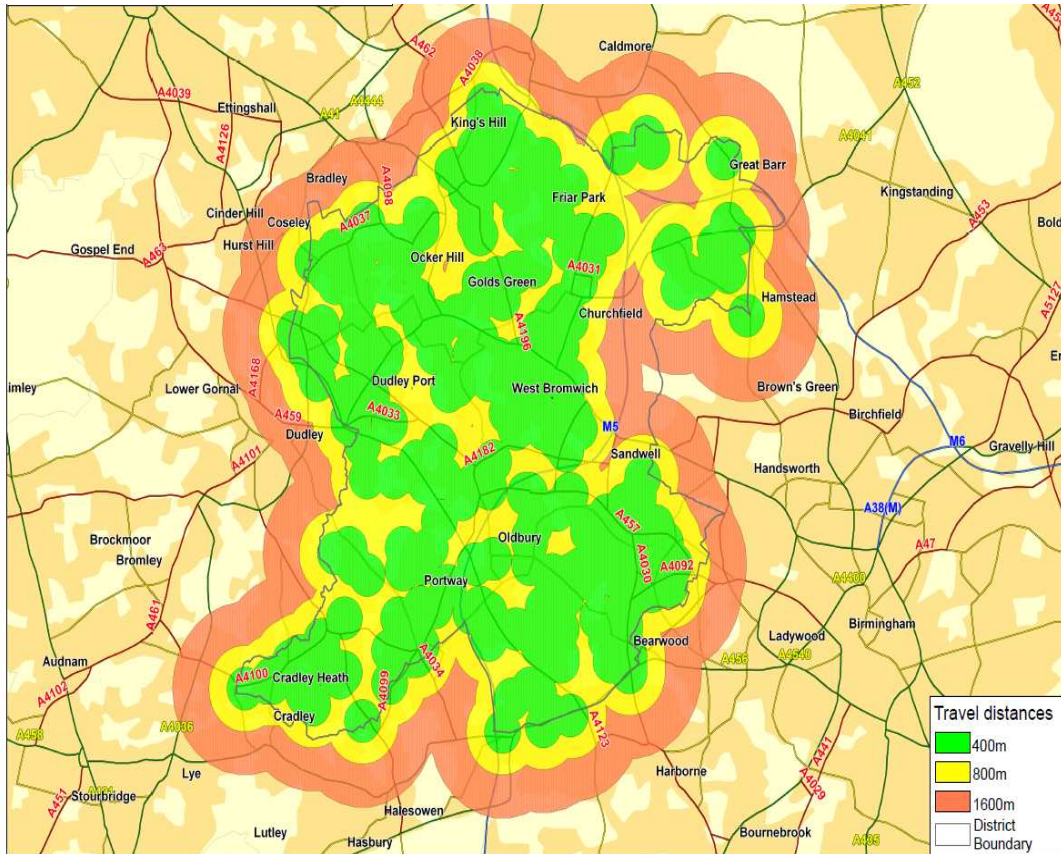 Caldmore
A462
A4038
A452
A4039
Ettingshall
A41
A4444
A4126
King's Hill
A4041
Great Barr
Kingstanding
Bradley
A4098
Friar Park
A453
Cinder Hill
Coseley
A4037
Gospel End
Hurst Hill
A463
Ocker Hill
A4031
Golds Green
Hamstead
A5127
Churchfield
A4196
A4168
Lower Gornal
Dudley Port
West Bromwich
Brown's Green
A459
A4033
Birchfield
Dudley
M5
M6
Gravelly Hill
A4101
A4182
Sandwell
Handsworth
A38(M)
A457
Brockmoor
Oldbury
A47
Bromley
A4030
A4092
Portway
A4400
A461
Birmingham
Bearwood
Ladywood
Audnam
A4100
Cradley Heath
A4034
A456
A4540
A4102
A4099
Cradley
A4036
A458
A4123
Lye
Harborne
A441
A4029
A451
Stourbridge
Halesowen
Lutley
Hasbury
Bournebrook
A435
Travel distances
400m
800m
1600m
District
Boundary